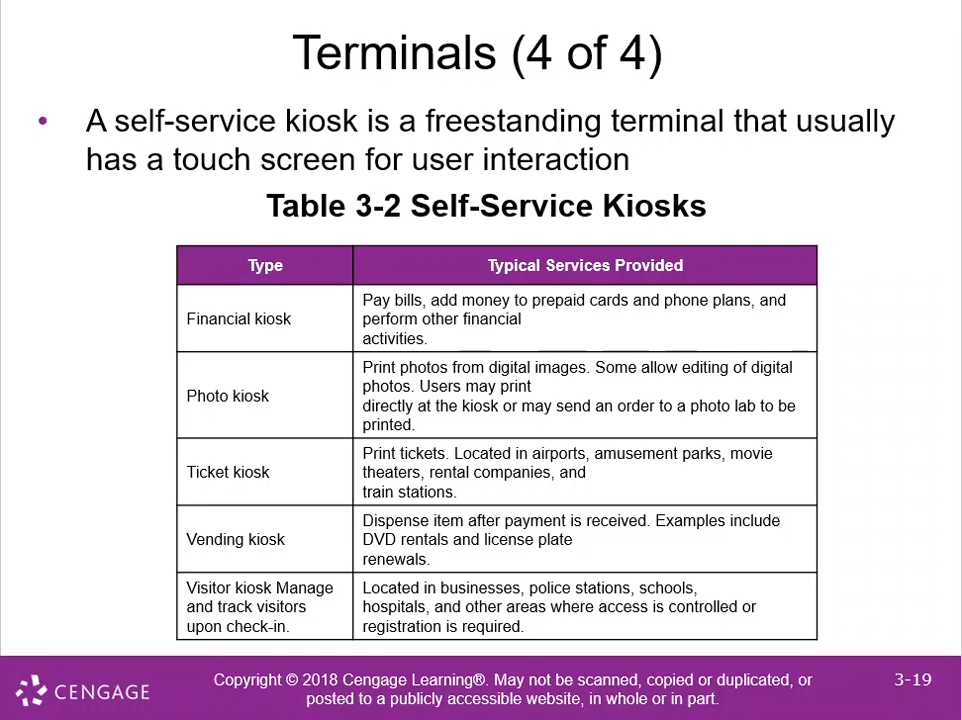 Terminals (4 of 4)
• A self-service kiosk is a freestanding terminal that usually
has a touch screen for user interaction
Table 3-2 Self-Service Kiosks
Type
Typical Services Provided
Financial kiosk
Pay bills, add money to prepaid cards and phone plans, and
perform other financial
activities.
Photo kiosk
Print photos from digital images. Some allow editing of digital
photos. Users may print
directly at the kiosk or may send an order to a photo lab to be
printed.
Ticket kiosk
Print tickets. Located in airports, amusement parks, movie
theaters, rental companies, and
train stations.
Vending kiosk
Dispense item after payment is received. Examples include
DVD rentals and license plate
renewals.
Visitor kiosk Manage
and track visitors
upon check-in.
Located in businesses, police stations, schools,
hospitals, and other areas where access is controlled or
registration is required.
CENGAGE
Copyright © 2018 Cengage Learning®. May not be scanned, copied or duplicated, or
posted to a publicly accessible website, in whole or in part.
3-19